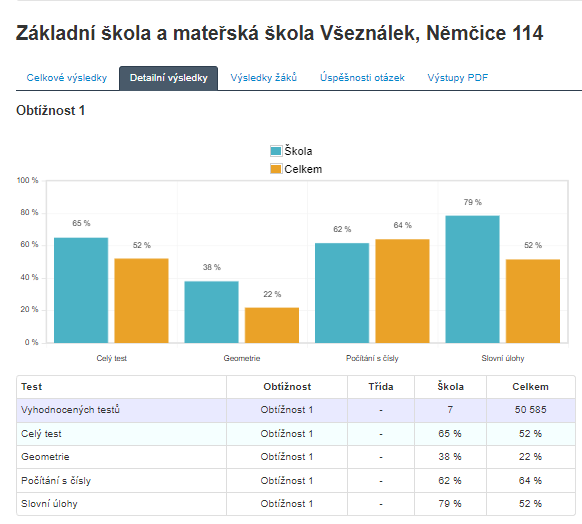 Základní škola a mateřská škola Všeználek, Němčice 114
Celkové výsledky Detailní výsledky Výsledky žáků Úspěšnosti otázek Výstupy PDF
Obtížnost 1
Škola
Celkem
100 %
80 %
60 %
40 %
20 %
0 %
65 % 52 % 38 % 22 % 62 % 64 % 79 % 52 %
Celý test Geometrie Počítání s čísly Slovní úlohy
Test Obtížnost Třída Škola Celkem
Vyhodnocených testů Obtížnost 1 - 7 50 585
Celý test Obtížnost 1 - 65 % 52 %
Geometrie Obtížnost 1 - 38 % 22 %
Počítání s čísly Obtížnost 1 - 62 % 64 %
Slovní úlohy Obtížnost 1 - 79 % 52 %